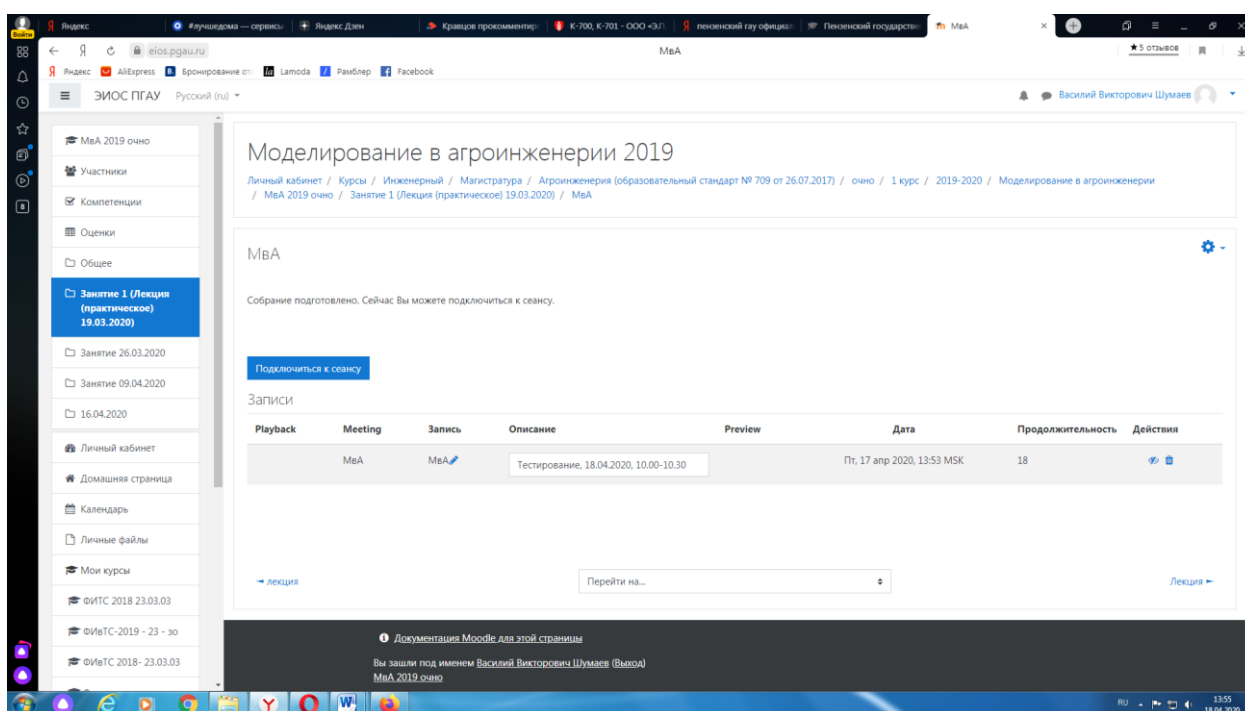 Войти
Яндекс
#лучшедома — сервисы
Яндекс.Дзен
Кравцов прокомментиро
К-700, К-701 - ООО «ЭЛ
пензенский гау официал
Пензенский государстве
МвА
eios.pgau.ru
МвА
5 отзывов
Яндекс
AliExpress
Бронирование от
Lamoda
Рамблер
Facebook
ЭИОС ПГАУ Русский (ru)
Василий Викторович Шумаев
МвА 2019 очно
Участники
Компетенции
Оценки
Общее
Занятие 1 (Лекция
(практическое)
19.03.2020)
Занятие 26.03.2020
Занятие 09.04.2020
16.04.2020
Личный кабинет
Домашняя страница
Календарь
Личные файлы
Мои курсы
ФИТС 2018 23.03.03
ФИвТС-2019 - 23 - зо
ФИвТС 2018- 23.03.03
Моделирование в агроинженерии 2019
Личный кабинет / Курсы / Инженерный / Магистратура / Агроинженерия (образовательный стандарт № 709 от 26.07.2017) / очно / 1 курс / 2019-2020 / Моделирование в агроинженерии
/ МвА 2019 очно / Занятие 1 (Лекция (практическое) 19.03.2020) / МвА
МвА
Собрание подготовлено. Сейчас Вы можете подключиться к сеансу.
Подключиться к сеансу
Записи
Playback Meeting Запись Описание Preview Дата Продолжительность Действия
МвА МвА Тестирование, 18.04.2020, 10.00-10.30 Пт, 17 апр 2020, 13:53 MSK 18
лекция
Перейти на...
Лекция
Документация Moodle для этой страницы
Вы зашли под именем Василий Викторович Шумаев (Выход)
МвА 2019 очно
RU
13:55
18.04.2020